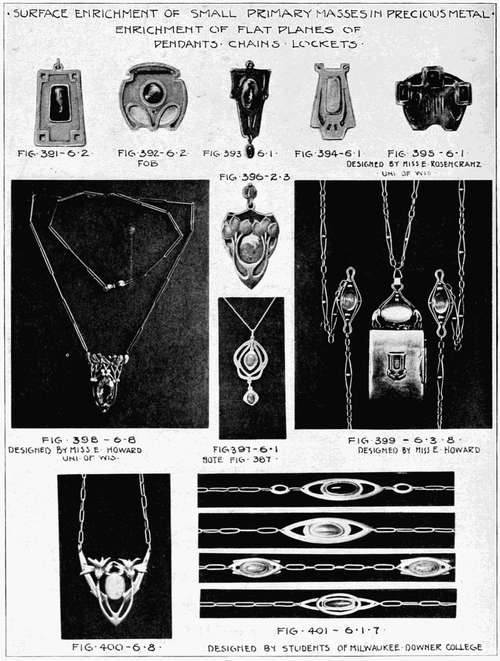 · SURFACE ENRICHMENT OF SMALL PRIMARY MASSES IN PRECIOUS METAL ·
ENRICHMENT OF FLAT PLANES OF
PENDANTS · CHAINS · LOCKETS ·
FIG · 391 - 6 · 2 ·
FIG · 392 - 6 · 2
FOB
FIG 393 6 · 1 ·
FIG · 394 - 6 · 1
FIG · 395 - 6 · 1
DESIGNED BY MISS E · ROSENCRANZ
UNI · OF WIS ·
FIG · 396 - 2 · 3
FIG · 398 - 6 · 8
DESIGNED BY MISS E · HOWARD
UNI · OF WIS ·
FIG 397 - 6 · 1
NOTE FIG · 387
FIG · 399 - 6 · 3 · 8 ·
DESIGNED BY MISS E · HOWARD
FIG · 400 - 6 · 8 ·
FIG · 401 - 6 · 1 · 7
DESIGNED BY STUDENTS OF MILWAUKEE - DOWNER COLLEGE